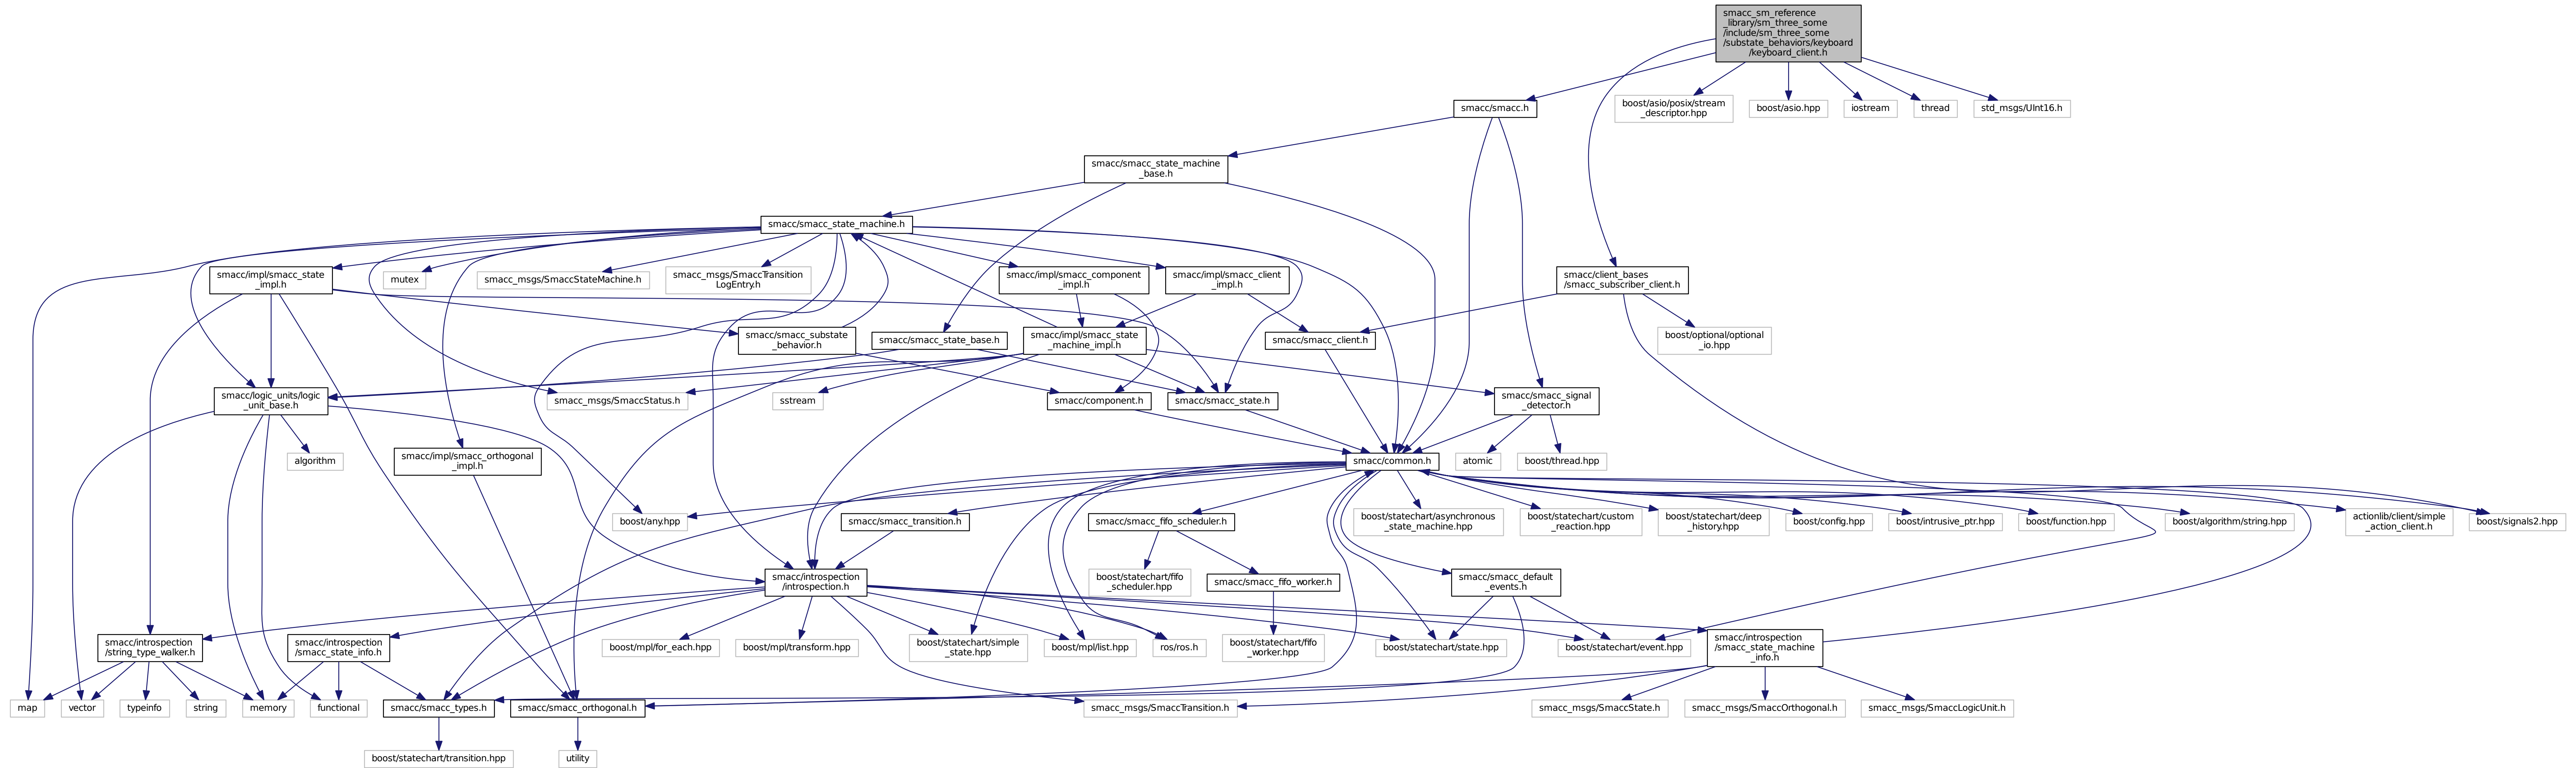 smacc_sm_reference
_library/sm_three_some
/include/sm_three_some
/substate_behaviors/keyboard
/keyboard_client.h
smacc/smacc.h
boost/asio/posix/stream
_descriptor.hpp
boost/asio.hpp
iostream
thread
std_msgs/UInt16.h
smacc/smacc_state_machine
_base.h
smacc/smacc_state_machine.h
smacc/impl/smacc_state
_impl.h
mutex
smacc_msgs/SmaccStateMachine.h
smacc_msgs/SmaccTransition
LogEntry.h
smacc/impl/smacc_component
_impl.h
smacc/impl/smacc_client
_impl.h
smacc/client_bases
/smacc_subscriber_client.h
smacc/smacc_substate
_behavior.h
smacc/smacc_state_base.h
smacc/impl/smacc_state
_machine_impl.h
smacc/smacc_client.h
boost/optional/optional
_io.hpp
smacc/logic_units/logic
_unit_base.h
smacc_msgs/SmaccStatus.h
sstream
smacc/component.h
smacc/smacc_state.h
smacc/smacc_signal
_detector.h
algorithm
smacc/impl/smacc_orthogonal
_impl.h
smacc/common.h
atomic
boost/thread.hpp
boost/any.hpp
smacc/smacc_transition.h
smacc/smacc_fifo_scheduler.h
boost/statechart/asynchronous
_state_machine.hpp
boost/statechart/custom
_reaction.hpp
boost/statechart/deep
_history.hpp
boost/config.hpp
boost/intrusive_ptr.hpp
boost/function.hpp
boost/algorithm/string.hpp
actionlib/client/simple
_action_client.h
boost/signals2.hpp
smacc/introspection
/introspection.h
boost/statechart/fifo
_scheduler.hpp
smacc/smacc_fifo_worker.h
smacc/smacc_default
_events.h
smacc/introspection
/string_type_walker.h
smacc/introspection
/smacc_state_info.h
boost/mpl/for_each.hpp
boost/mpl/transform.hpp
boost/statechart/simple
_state.hpp
boost/mpl/list.hpp
ros/ros.h
boost/statechart/fifo
_worker.hpp
boost/statechart/state.hpp
boost/statechart/event.hpp
smacc/introspection
/smacc_state_machine
_info.h
map
vector
typeinfo
string
memory
functional
smacc/smacc_types.h
smacc/smacc_orthogonal.h
smacc_msgs/SmaccTransition.h
smacc_msgs/SmaccState.h
smacc_msgs/SmaccOrthogonal.h
smacc_msgs/SmaccLogicUnit.h
boost/statechart/transition.hpp
utility